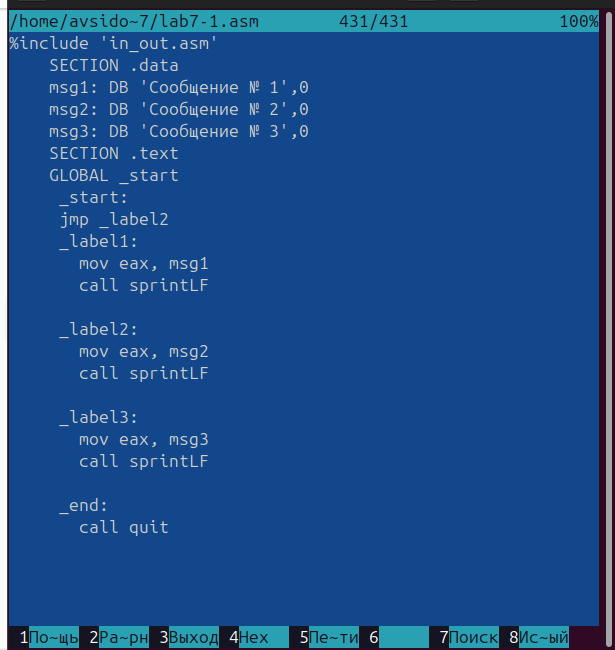 /home/avsido~7/lab7-1.asm 431/431 100%
%include 'in_out.asm'
SECTION .data
msg1: DB 'Сообщение № 1',0
msg2: DB 'Сообщение № 2',0
msg3: DB 'Сообщение № 3',0
SECTION .text
GLOBAL _start
_start:
jmp _label2
_label1:
mov eax, msg1
call sprintLF
_label2:
mov eax, msg2
call sprintLF
_label3:
mov eax, msg3
call sprintLF
_end:
call quit
1По~щь 2Ра~рн 3Выход 4Hex 5Пе~ти 6 7Поиск 8Ис~ый